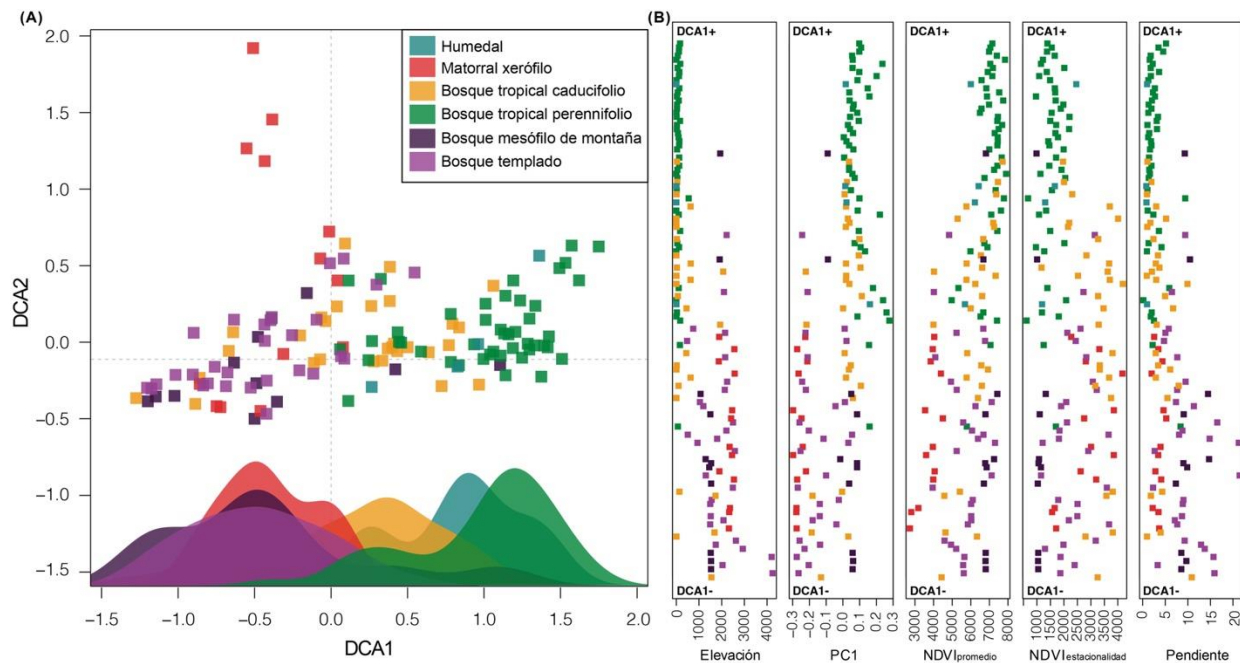 (A)
2.0
1.5
1.0
0.5
0.0
−0.5
−1.0
−1.5
DCA2
−1.5 −1.0 −0.5 0.0 0.5 1.0 1.5 2.0
DCA1
Humedal
Matorral xerófilo
Bosque tropical caducifolio
Bosque tropical perennifolio
Bosque mesófilo de montaña
Bosque templado
(B)
DCA1+ DCA1+ DCA1+ DCA1+ DCA1+
DCA1- DCA1- DCA1- DCA1- DCA1-
0 1000 2000 3000 4000
Elevación
−0.3 −0.2 −0.1 0.0 0.1 0.2 0.3
PC1
3000 4000 5000 6000 7000 8000
NDVIpromedio
500 1000 1500 2000 2500 3000 4000
NDVIestacionalidad
0 5 10 15 20
Pendiente